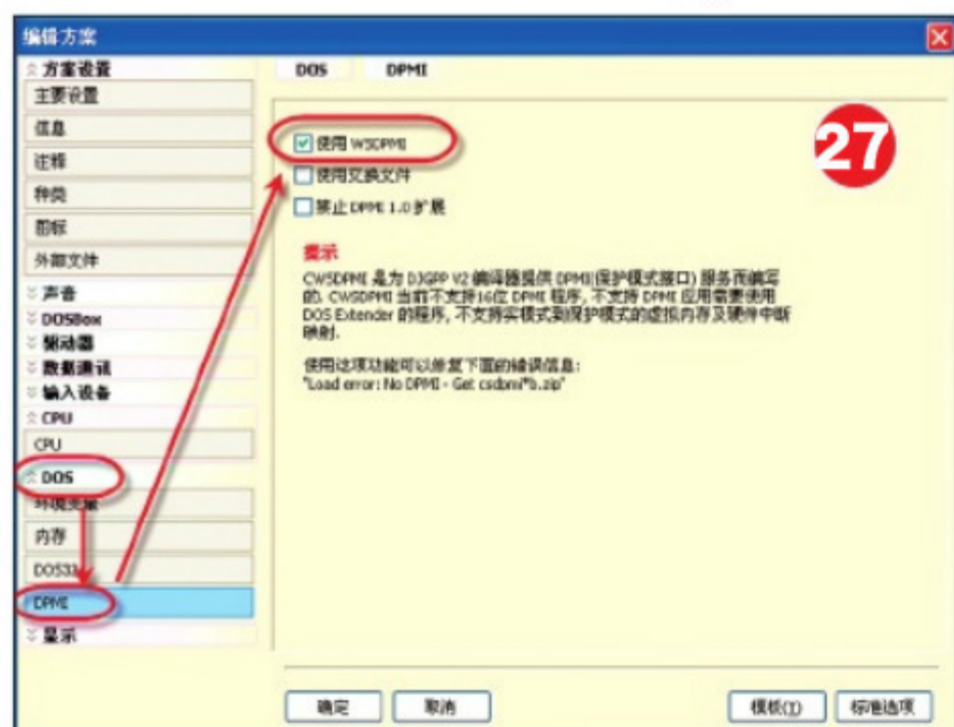 编辑方案
方案设置
主要设置
信息
注释
种类
图标
外部文件
声音
DOSBox
驱动器
数据通讯
输入设备
CPU
CPU
DOS
环境变量
内存
DOS32
DPMI
显示
DOS DPMI
使用 WSDPMI
使用交换文件
禁止 DPMI 1.0 扩展
27
提示
CWSDPMI 是为 DJGPP V2 编译器提供 DPMI(保护模式接口) 服务而编写
的. CWSDPMI 当前不支持16位 DPMI 程序, 不支持 DPMI 应用需要使用
DOS Extender 的程序, 不支持实模式到保护模式的虚拟内存及硬件中断
映射.
使用这项功能可以修复下面的错误信息:
"Load error: No DPMI - Get csdpmi*b.zip"
确定 取消 模板(I) 标准选项